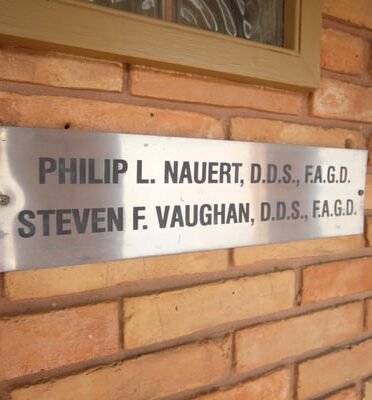 PHILIP L. NAUERT, D.D.S., F.A.G.D.
STEVEN F. VAUGHAN, D.D.S., F.A.G.D.